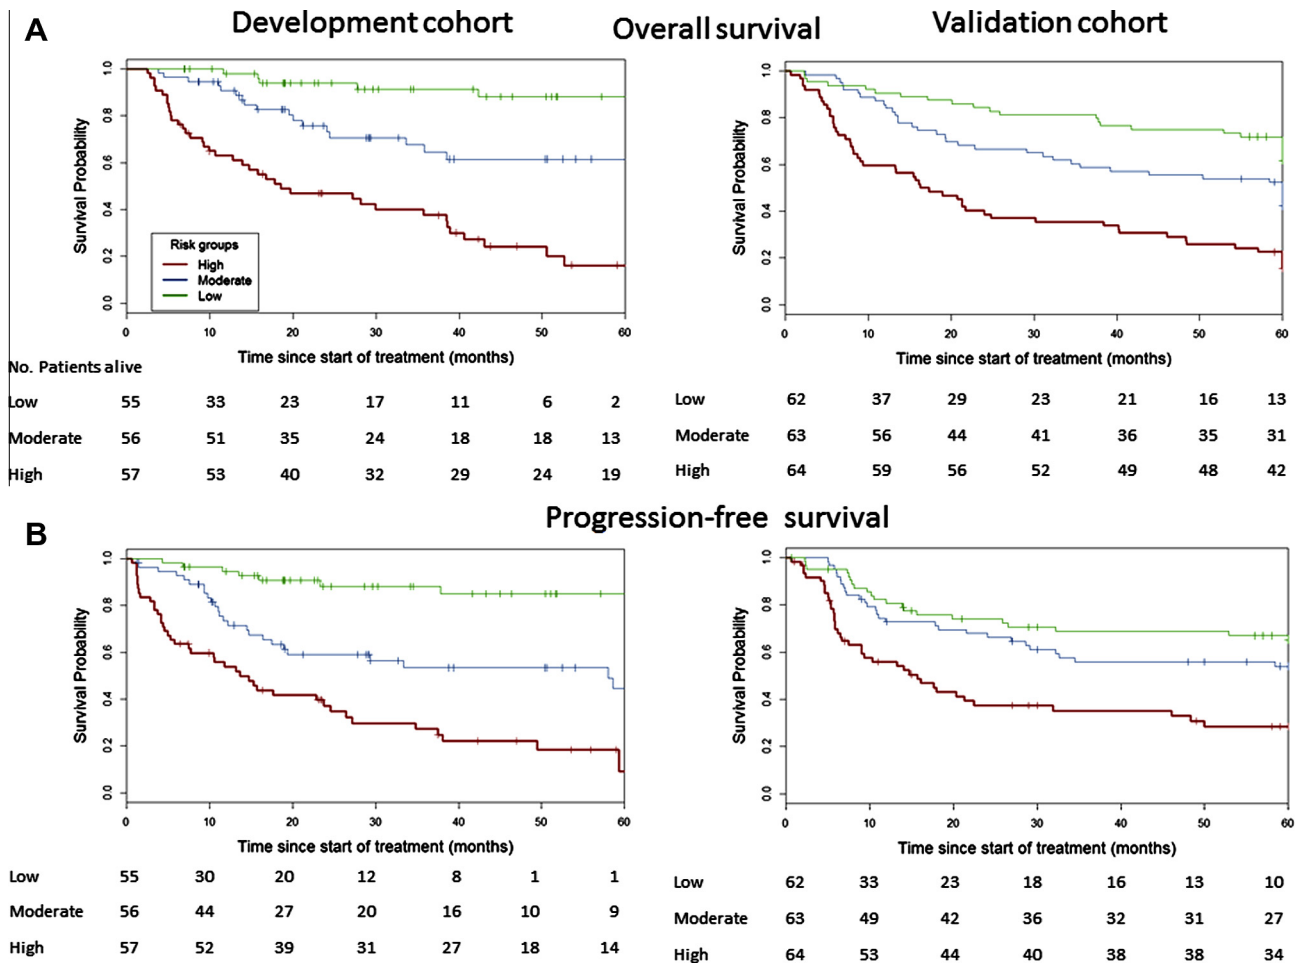 A
Development cohort
Overall survival
Validation cohort
Survival Probability
0.0 0.2 0.4 0.6 0.8 1.0
Risk groups
High
Moderate
Low
0 10 20 30 40 50 60
Time since start of treatment (months)
Survival Probability
0.0 0.2 0.4 0.6 0.8 1.0
0 10 20 30 40 50 60
Time since start of treatment (months)
No. Patients alive
Low 55 33 23 17 11 6 2
Moderate 56 51 35 24 18 18 13
High 57 53 40 32 29 24 19
Low 62 37 29 23 21 16 13
Moderate 63 56 44 41 36 35 31
High 64 59 56 52 49 48 42
B
Progression-free survival
Survival Probability
0.0 0.2 0.4 0.6 0.8 1.0
0 10 20 30 40 50 60
Time since start of treatment (months)
Survival Probability
0.0 0.2 0.4 0.6 0.8 1.0
0 10 20 30 40 50 60
Time since start of treatment (months)
Low 55 30 20 12 8 1 1
Moderate 56 44 27 20 16 10 9
High 57 52 39 31 27 18 14
Low 62 33 23 18 16 13 10
Moderate 63 49 42 36 32 31 27
High 64 53 44 40 38 38 34